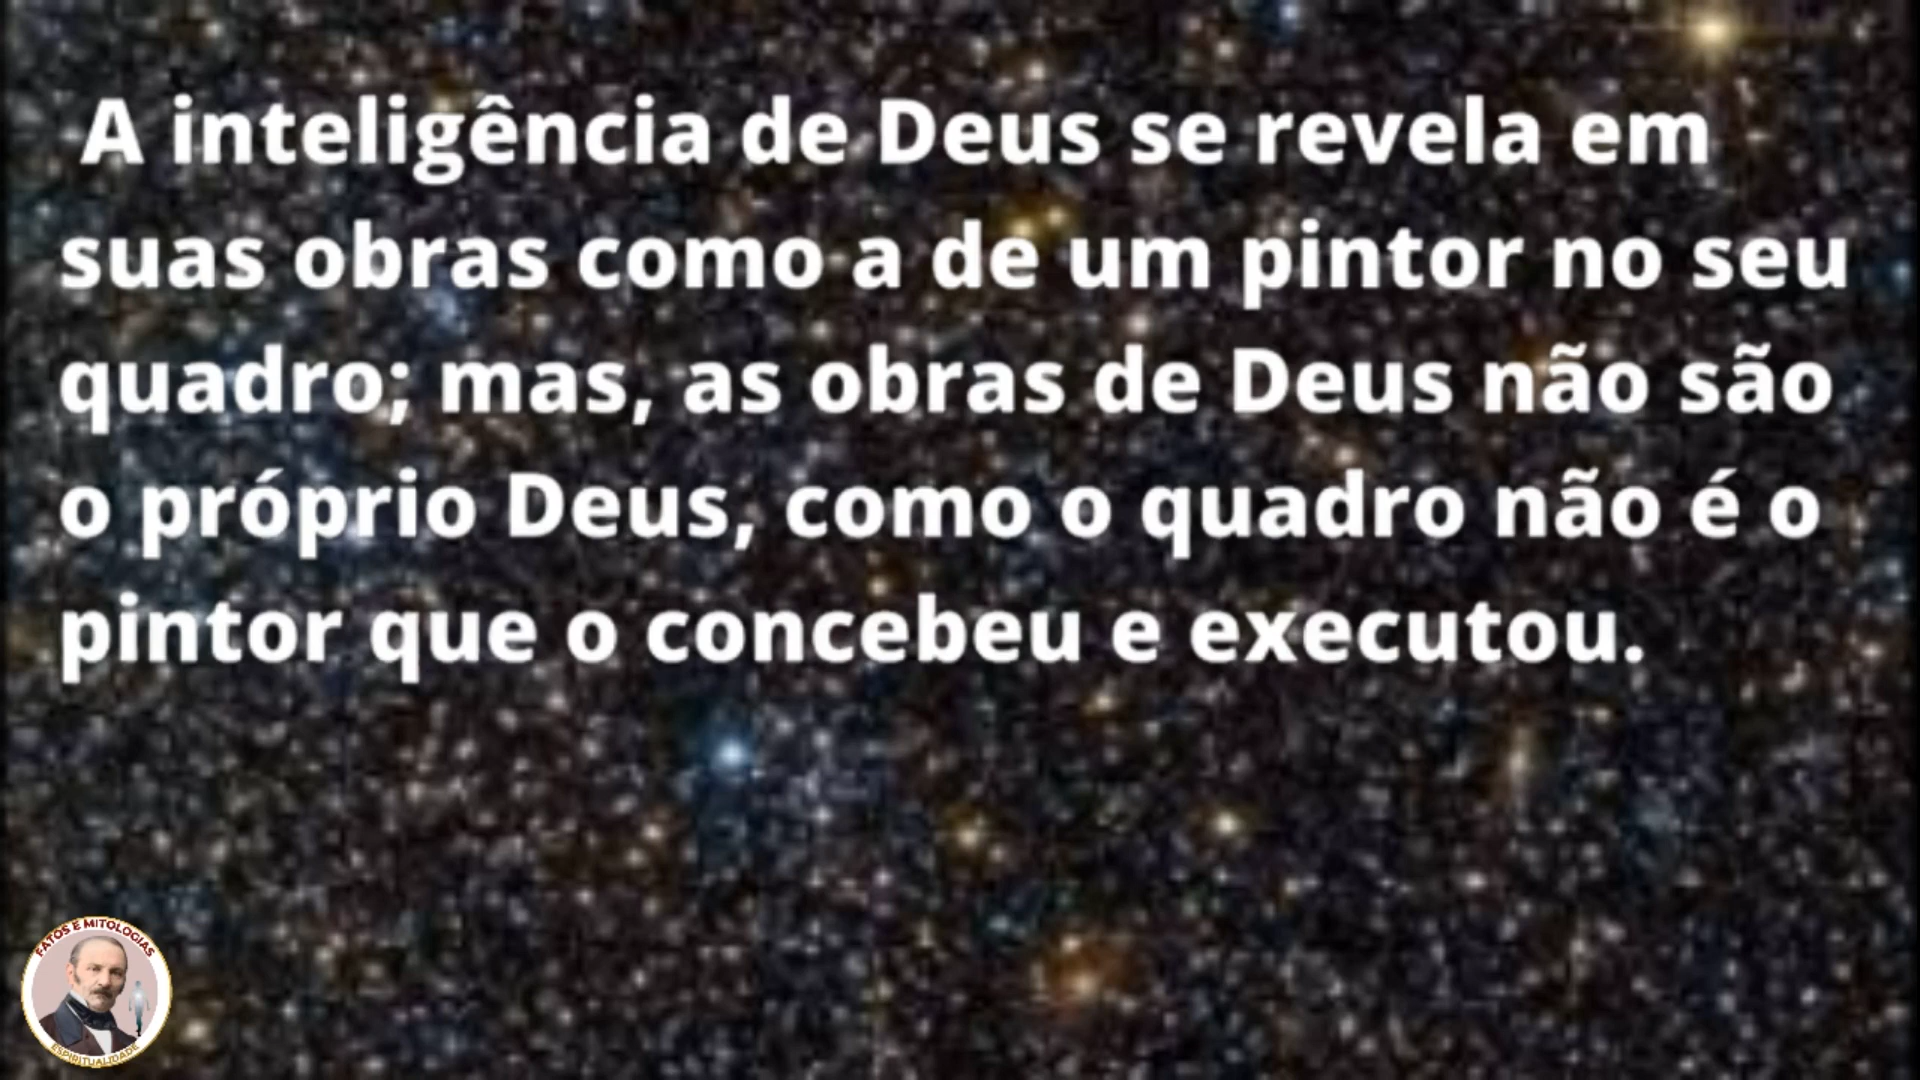 A inteligência de Deus se revela em
suas obras como a de um pintor no seu
quadro; mas, as obras de Deus não são
o próprio Deus, como o quadro não é o
pintor que o concebeu e executou.
FATOS E MITOLOGIAS
ESPIRITUALIDADE